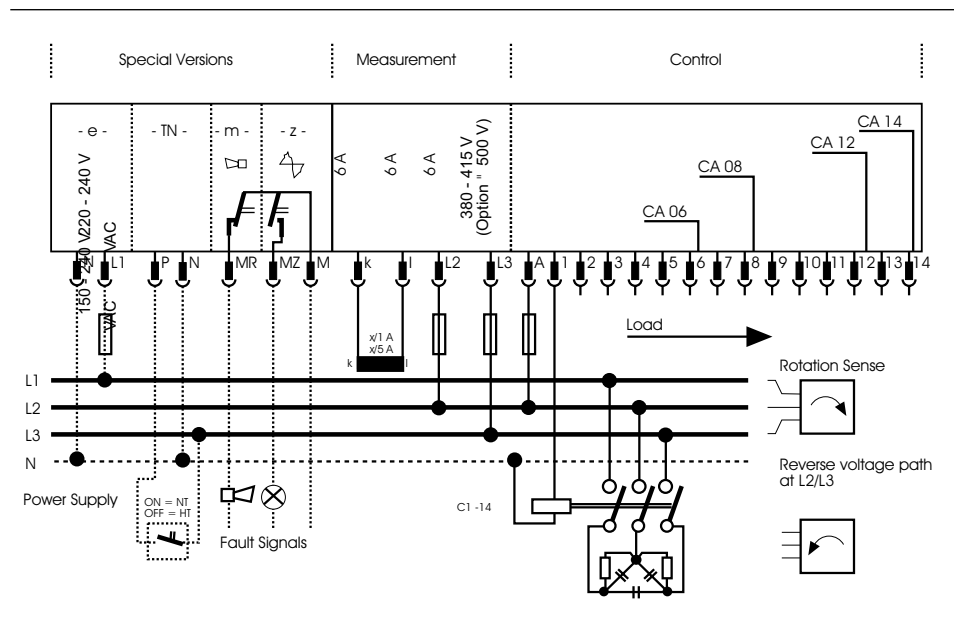 Special Versions Measurement Control
- e - - TN - - m - - z -
CA 14
CA 12
CA 08
CA 06
150 - 240 V
VAC
220 - 240 V
VAC
6 A 6 A 6 A
380 - 415 V
(Option = 500 V)
N L1 P N MR MZ M k l L2 L3 A 1 2 3 4 5 6 7 8 9 10 11 12 13 14
x/1 A
x/5 A
k l
Load
Rotation Sense
L1
L2
L3
N
Reverse voltage path
at L2/L3
Power Supply
ON = NT
OFF = HT
C1 -14
Fault Signals